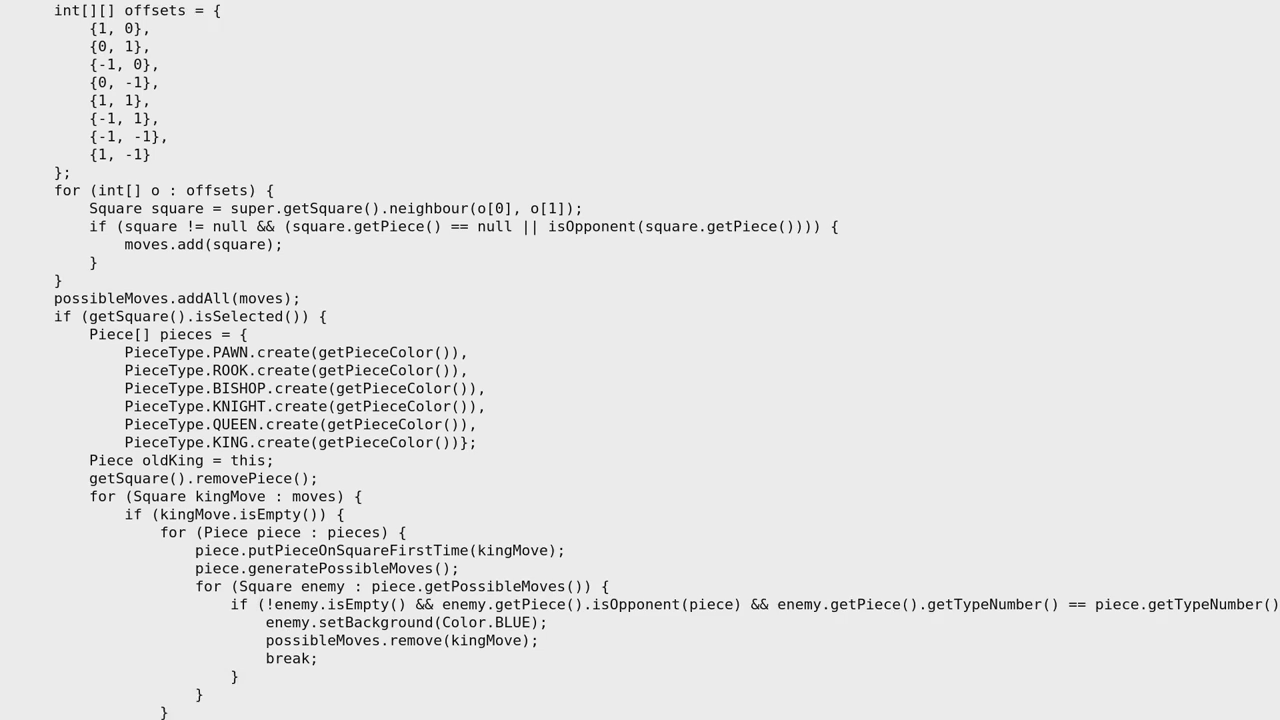 int[][] offsets = {
{1, 0},
{0, 1},
{-1, 0},
{0, -1},
{1, 1},
{-1, 1},
{-1, -1},
{1, -1}
};
for (int[] o : offsets) {
Square square = super.getSquare().neighbour(o[0], o[1]);
if (square != null && (square.getPiece() == null || isOpponent(square.getPiece()))) {
moves.add(square);
}
}
possibleMoves.addAll(moves);
if (getSquare().isSelected()) {
Piece[] pieces = {
PieceType.PAWN.create(getPieceColor()),
PieceType.ROOK.create(getPieceColor()),
PieceType.BISHOP.create(getPieceColor()),
PieceType.KNIGHT.create(getPieceColor()),
PieceType.QUEEN.create(getPieceColor()),
PieceType.KING.create(getPieceColor())};
Piece oldKing = this;
getSquare().removePiece();
for (Square kingMove : moves) {
if (kingMove.isEmpty()) {
for (Piece piece : pieces) {
piece.putPieceOnSquareFirstTime(kingMove);
piece.generatePossibleMoves();
for (Square enemy : piece.getPossibleMoves()) {
if (!enemy.isEmpty() && enemy.getPiece().isOpponent(piece) && enemy.getPiece().getTypeNumber() == piece.getTypeNumber()
enemy.setBackground(Color.BLUE);
possibleMoves.remove(kingMove);
break;
}
}
}